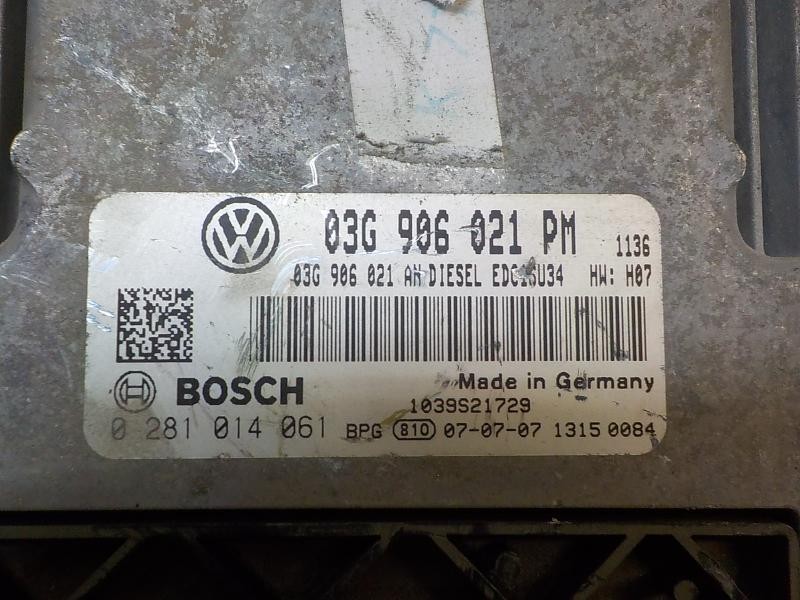 03G 906 021 PM 1136
03G 906 021 AN DIESEL EDC16U34 HW: H07
BOSCH
Made in Germany
1039S21729
0 281 014 061 BPG 810 07-07-07 1315 0084